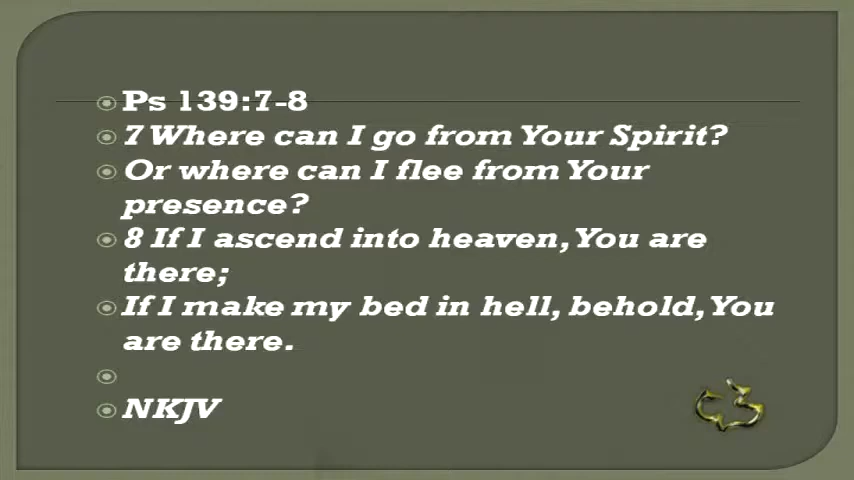 Ps 139:7-8
7 Where can I go from Your Spirit?
Or where can I flee from Your
presence?
8 If I ascend into heaven, You are
there;
If I make my bed in hell, behold, You
are there.
NKJV
C3